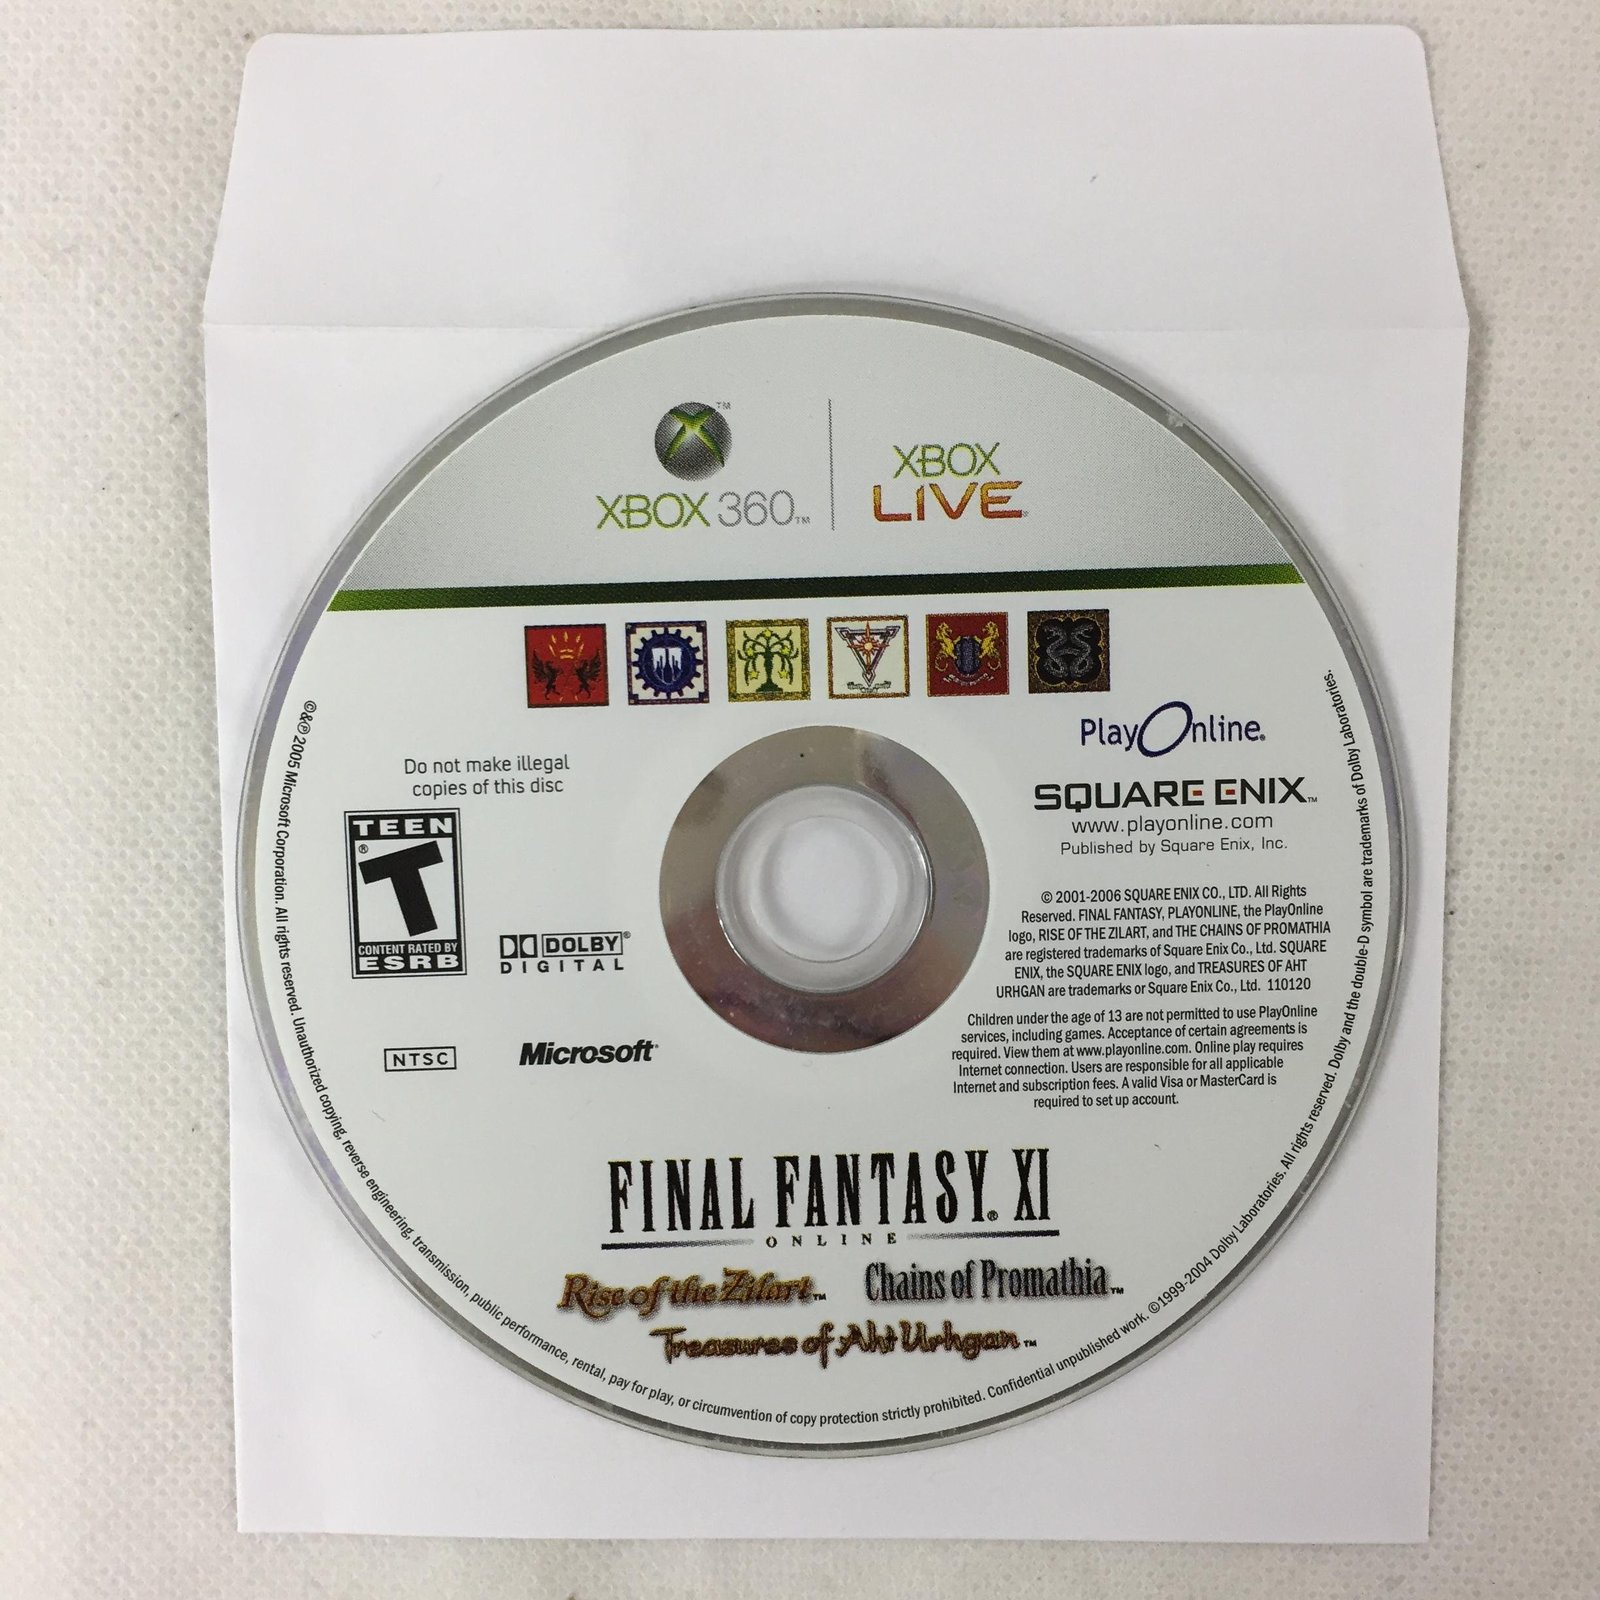 XBOX 360™
XBOX
LIVE®
PlayOnline®
SQUARE ENIX™
www.playonline.com
Published by Square Enix, Inc.
Do not make illegal
copies of this disc
TEEN
T®
CONTENT RATED BY
ESRB
DOLBY®
DIGITAL
NTSC
Microsoft®
© 2001-2006 SQUARE ENIX CO., LTD. All Rights
Reserved. FINAL FANTASY, PLAYONLINE, the PlayOnline
logo, RISE OF THE ZILART, and THE CHAINS OF PROMATHIA
are registered trademarks of Square Enix Co., Ltd. SQUARE
ENIX, the SQUARE ENIX logo, and TREASURES OF AHT
URHGAN are trademarks or Square Enix Co., Ltd. 110120
Children under the age of 13 are not permitted to use PlayOnline
services, including games. Acceptance of certain agreements is
required. View them at www.playonline.com. Online play requires
Internet connection. Users are responsible for all applicable
Internet and subscription fees. A valid Visa or MasterCard is
required to set up account.
FINAL FANTASY® XI
ONLINE
Rise of the Zilart™ Chains of Promathia™
Treasures of Aht Urhgan™
©&℗ 2005 Microsoft Corporation. All rights reserved. Unauthorized copying, reverse engineering, transmission, public performance, rental, pay for play, or circumvention of copy protection strictly prohibited. Confidential unpublished work. ©1999-2004 Dolby Laboratories. All rights reserved. Dolby and the double-D symbol are trademarks of Dolby Laboratories.